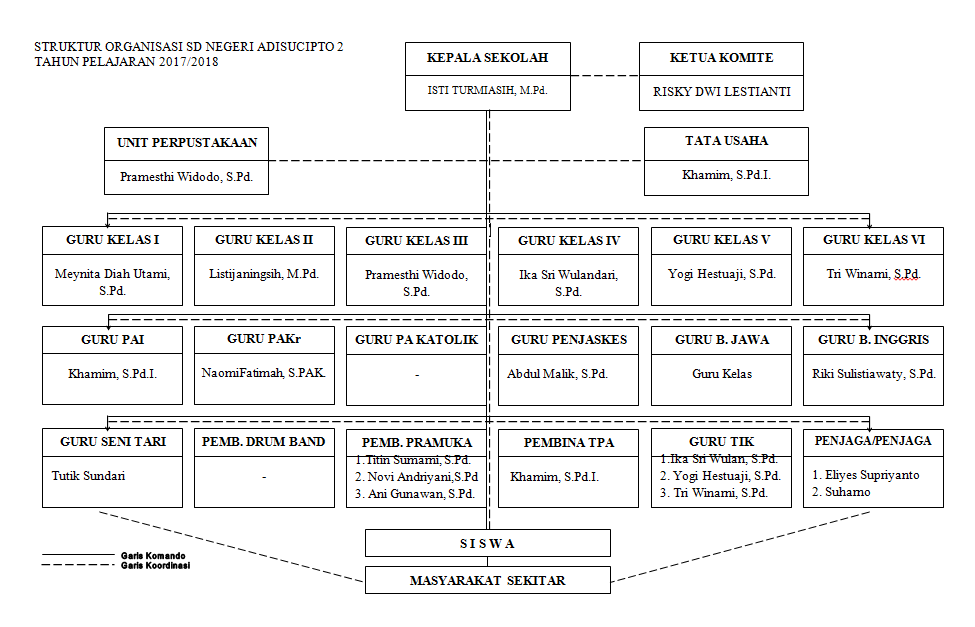 STRUKTUR ORGANISASI SD NEGERI ADISUCIPTO 2
TAHUN PELAJARAN 2017/2018
KEPALA SEKOLAH
ISTI TURMIASIH, M.Pd.
KETUA KOMITE
RISKY DWI LESTIANTI
UNIT PERPUSTAKAAN
Pramesthi Widodo, S.Pd.
TATA USAHA
Khamim, S.Pd.I.
GURU KELAS I
Meynita Diah Utami,
S.Pd.
GURU KELAS II
Listijaningsih, M.Pd.
GURU KELAS III
Pramesthi Widodo,
S.Pd.
GURU KELAS IV
Ika Sri Wulandari,
S.Pd.
GURU KELAS V
Yogi Hestuaji, S.Pd.
GURU KELAS VI
Tri Winarni, S.Pd.
GURU PAI
Khamim, S.Pd.I.
GURU PAKr
NaomiFatimah, S.PAK.
GURU PA KATOLIK
-
GURU PENJASKES
Abdul Malik, S.Pd.
GURU B. JAWA
Guru Kelas
GURU B. INGGRIS
Riki Sulistiawaty, S.Pd.
GURU SENI TARI
Tutik Sundari
PEMB. DRUM BAND
-
PEMB. PRAMUKA
1.Titin Sumarni, S.Pd.
2. Novi Andriyani,S.Pd
3. Ani Gunawan, S.Pd.
PEMBINA TPA
Khamim, S.Pd.I.
GURU TIK
1.Ika Sri Wulan, S.Pd.
2. Yogi Hestuaji, S.Pd.
3. Tri Winarni, S.Pd.
PENJAGA/PENJAGA
1. Eliyes Supriyanto
2. Suharno
S I S W A
MASYARAKAT SEKITAR
Garis Komando
Garis Koordinasi